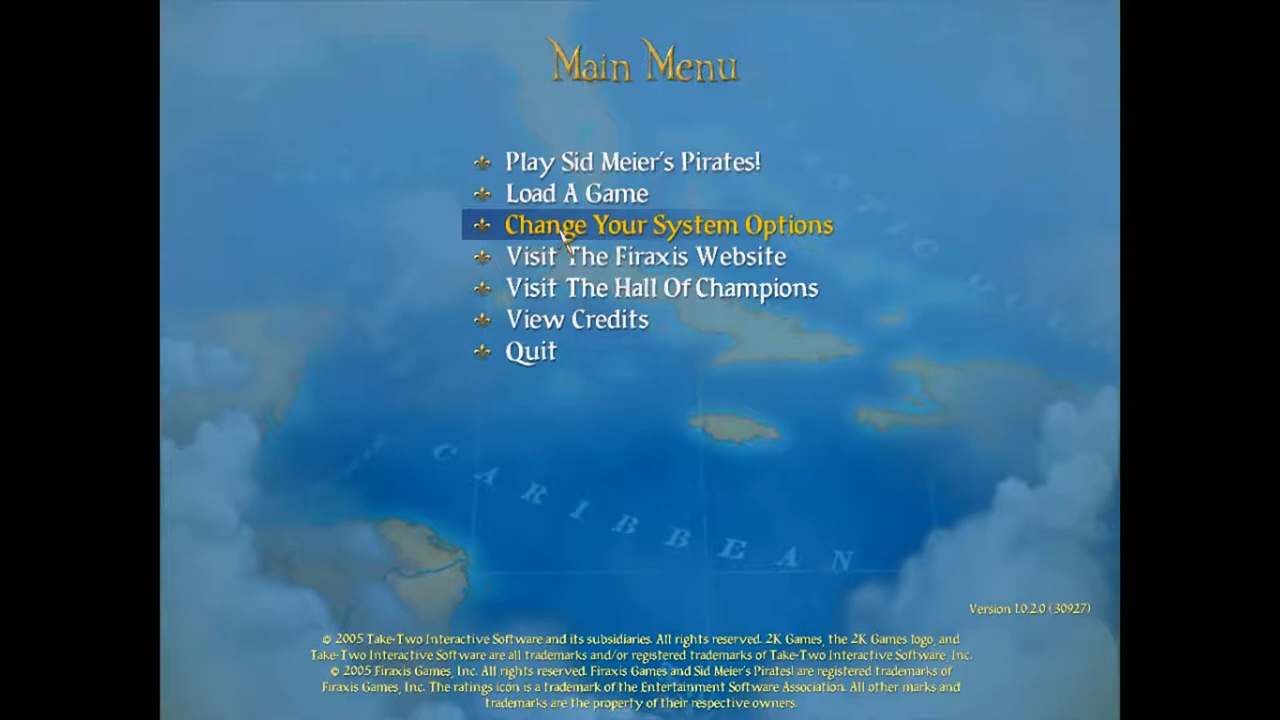 Main Menu
Play Sid Meier's Pirates!
Load A Game
Change Your System Options
Visit The Firaxis Website
Visit The Hall Of Champions
View Credits
Quit
CARIBBEAN
Version 1.0.2.0 (30927)
© 2005 Take-Two Interactive Software and its subsidiaries. All rights reserved. 2K Games, the 2K Games logo, and
Take-Two Interactive Software are all trademarks and/or registered trademarks of Take-Two Interactive Software, Inc.
© 2005 Firaxis Games, Inc. All rights reserved. Firaxis Games and Sid Meier's Pirates! are registered trademarks of
Firaxis Games, Inc. The ratings icon is a trademark of the Entertainment Software Association. All other marks and
trademarks are the property of their respective owners.